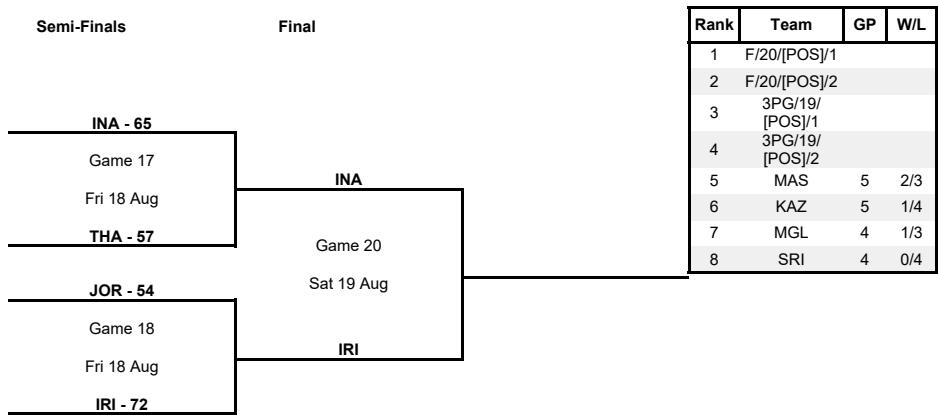 Semi-Finals Final
INA - 65
Game 17
Fri 18 Aug
THA - 57
JOR - 54
Game 18
Fri 18 Aug
IRI - 72
INA
Game 20
Sat 19 Aug
IRI
Rank Team GP W/L
1 F/20/[POS]/1
2 F/20/[POS]/2
3 3PG/19/
[POS]/1
4 3PG/19/
[POS]/2
5 MAS 5 2/3
6 KAZ 5 1/4
7 MGL 4 1/3
8 SRI 4 0/4